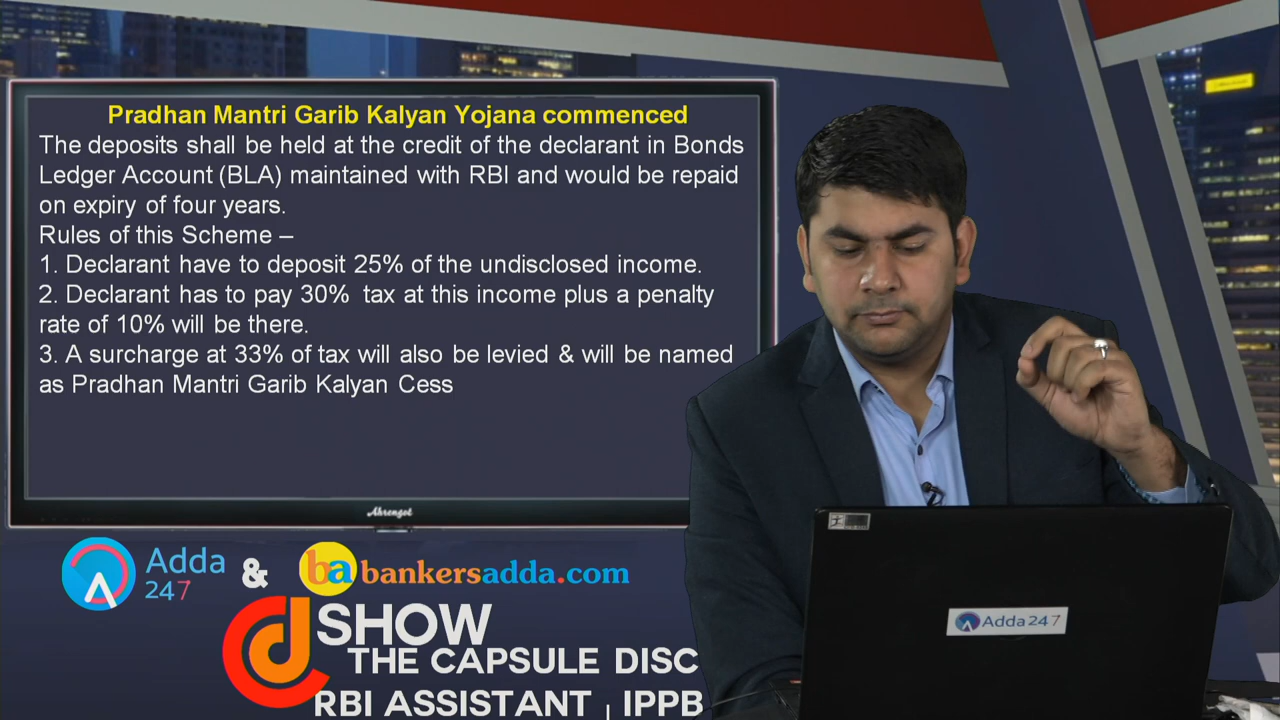 Pradhan Mantri Garib Kalyan Yojana commenced
The deposits shall be held at the credit of the declarant in Bonds
Ledger Account (BLA) maintained with RBI and would be repaid
on expiry of four years.
Rules of this Scheme –
1. Declarant have to deposit 25% of the undisclosed income.
2. Declarant has to pay 30% tax at this income plus a penalty
rate of 10% will be there.
3. A surcharge at 33% of tax will also be levied & will be named
as Pradhan Mantri Garib Kalyan Cess
Ahrenget
Adda
247
&
ba bankersadda.com
cd SHOW
THE CAPSULE DISC
RBI ASSISTANT | IPPB
Adda247